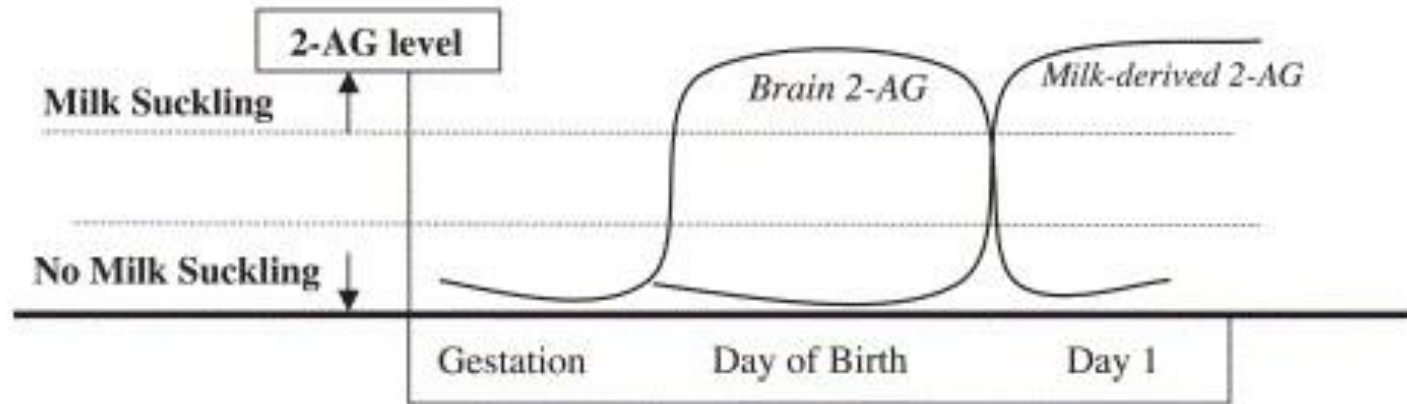 2-AG level
Milk Suckling
Brain 2-AG
Milk-derived 2-AG
No Milk Suckling
Gestation
Day of Birth
Day 1